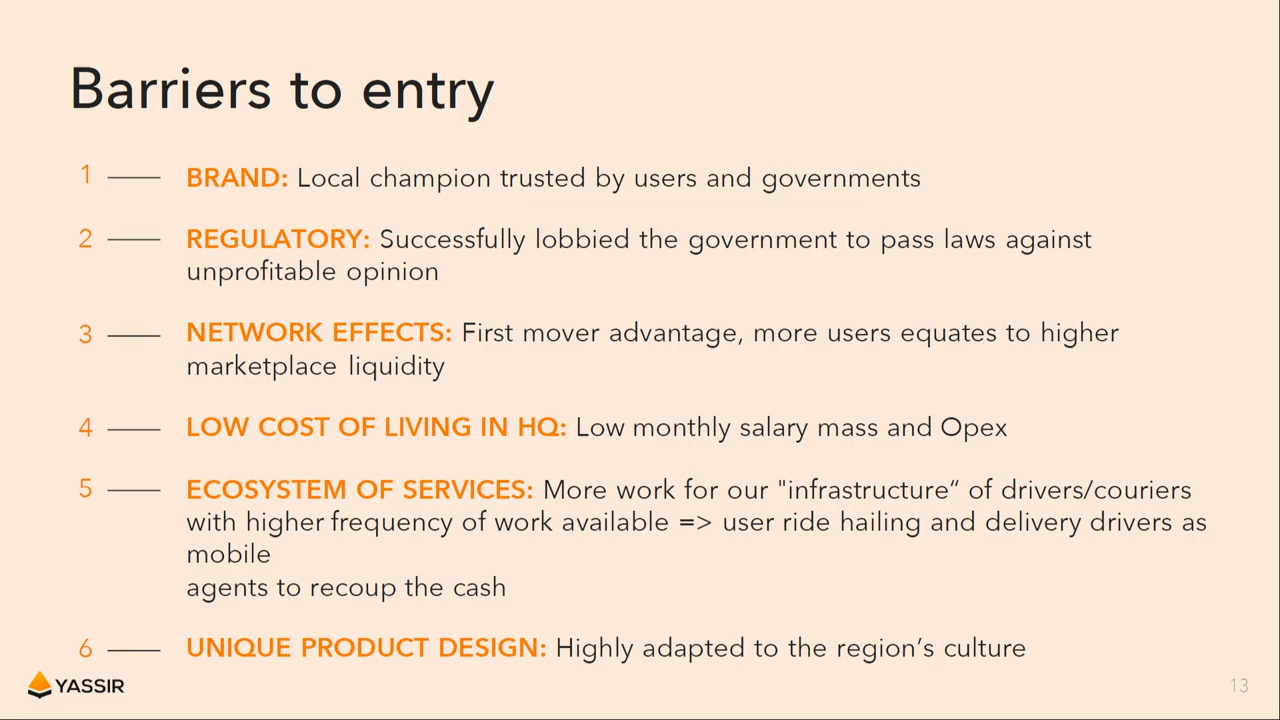 Barriers to entry
1 BRAND: Local champion trusted by users and governments
2 REGULATORY: Successfully lobbied the government to pass laws against
unprofitable opinion
3 NETWORK EFFECTS: First mover advantage, more users equates to higher
marketplace liquidity
4 LOW COST OF LIVING IN HQ: Low monthly salary mass and Opex
5 ECOSYSTEM OF SERVICES: More work for our "infrastructure“ of drivers/couriers
with higher frequency of work available => user ride hailing and delivery drivers as
mobile
agents to recoup the cash
6 UNIQUE PRODUCT DESIGN: Highly adapted to the region’s culture
YASSIR
13